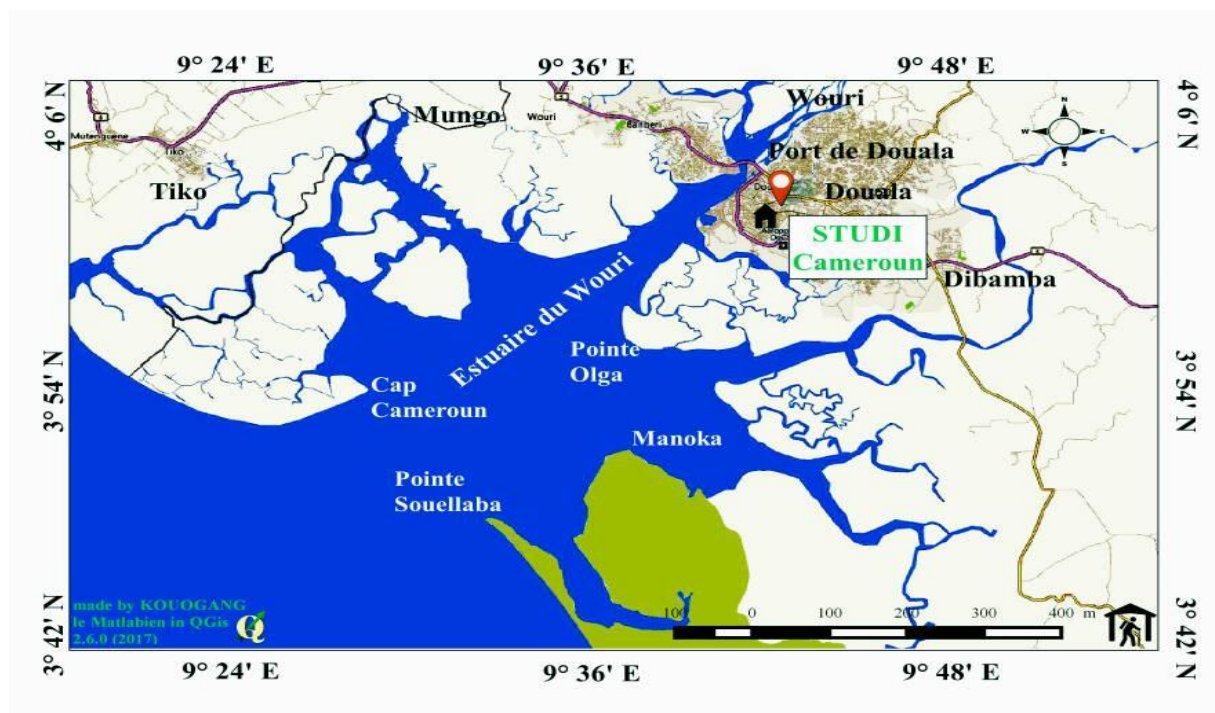 9° 24' E 9° 36' E 9° 48' E
4° 6' N
4° 6' N
Mungo
Wouri
Wouri
Tiko
Port de Douala
Tiko
Douala
N
W E
S
STUDI
Cameroun
Dibamba
Estuaire du Wouri
Pointe
Olga
3° 54' N
3° 54' N
Cap
Cameroun
Manoka
Pointe
Souellaba
made by KOUOGANG
le Matlabien in QGis
2.6.0 (2017)
100 0 100 200 300 400 m
3° 42' N
3° 42' N
9° 24' E 9° 36' E 9° 48' E